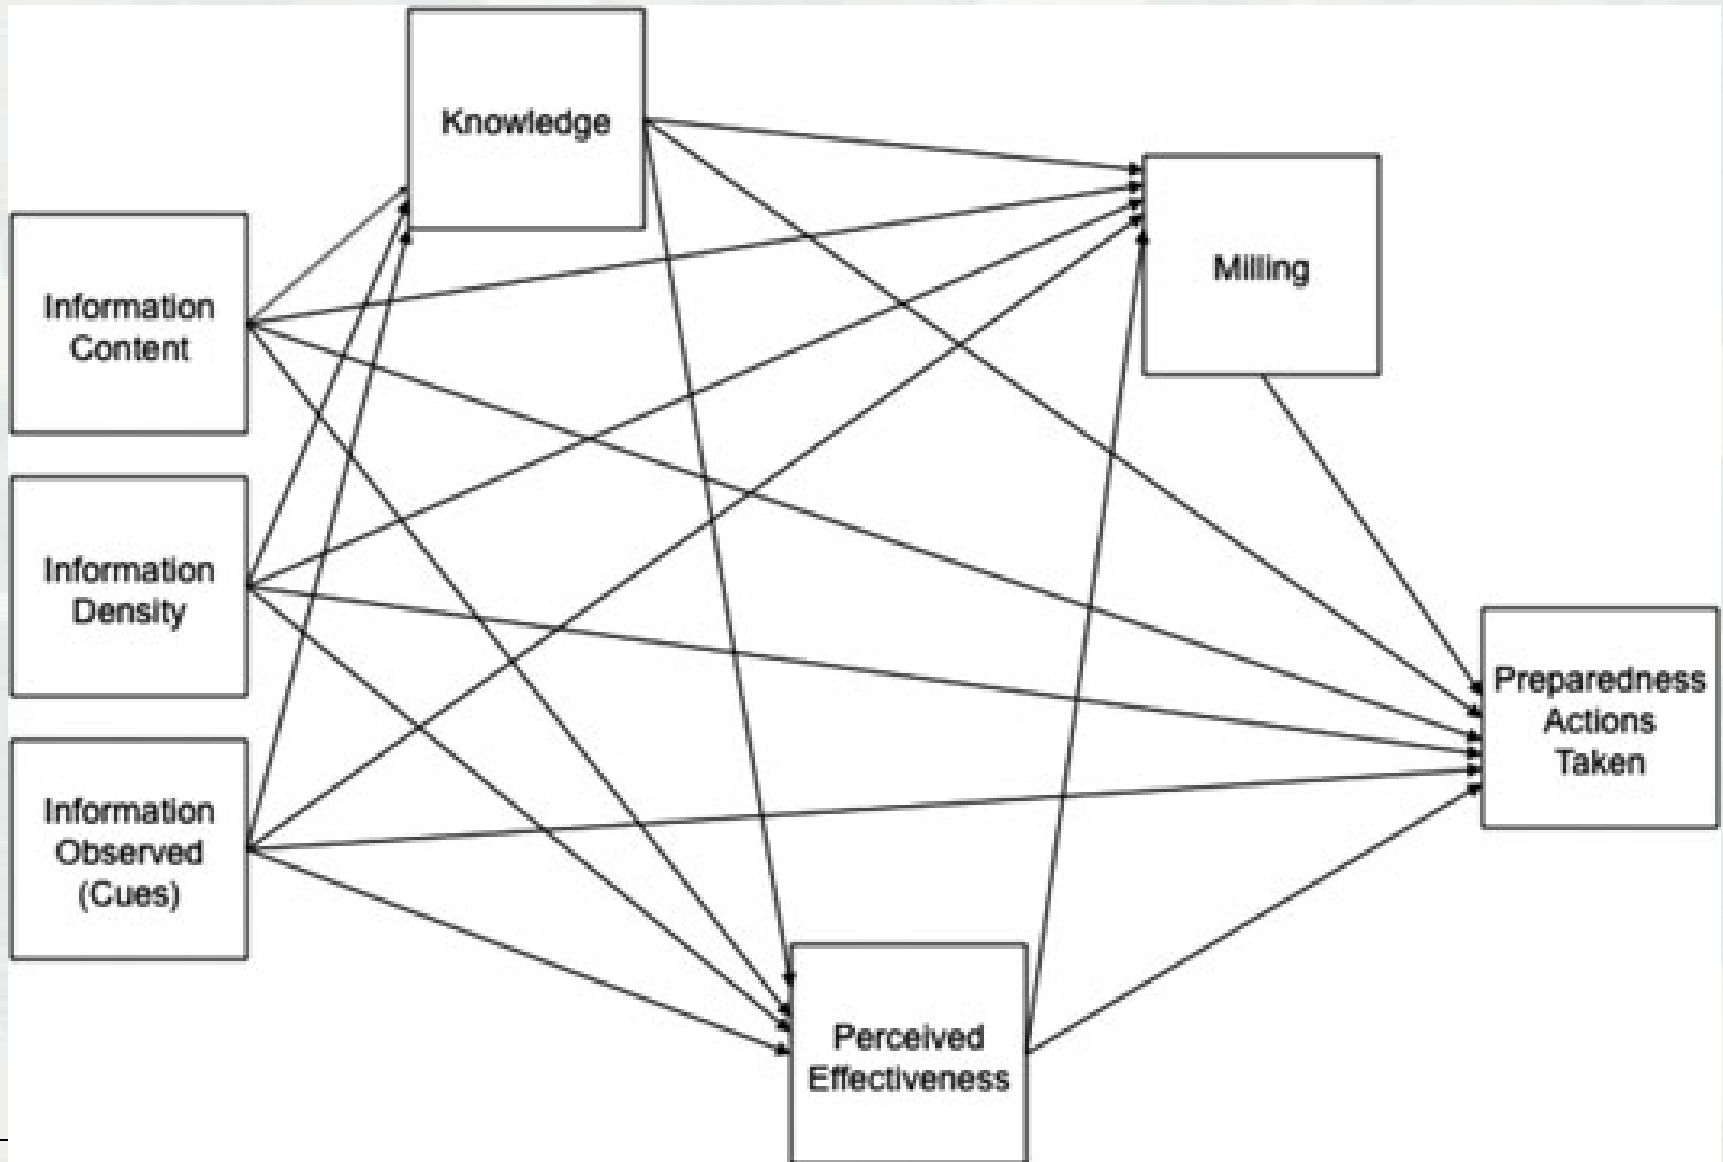 Knowledge
Milling
Information
Content
Information
Density
Preparedness
Actions
Taken
Information
Observed
(Cues)
Perceived
Effectiveness